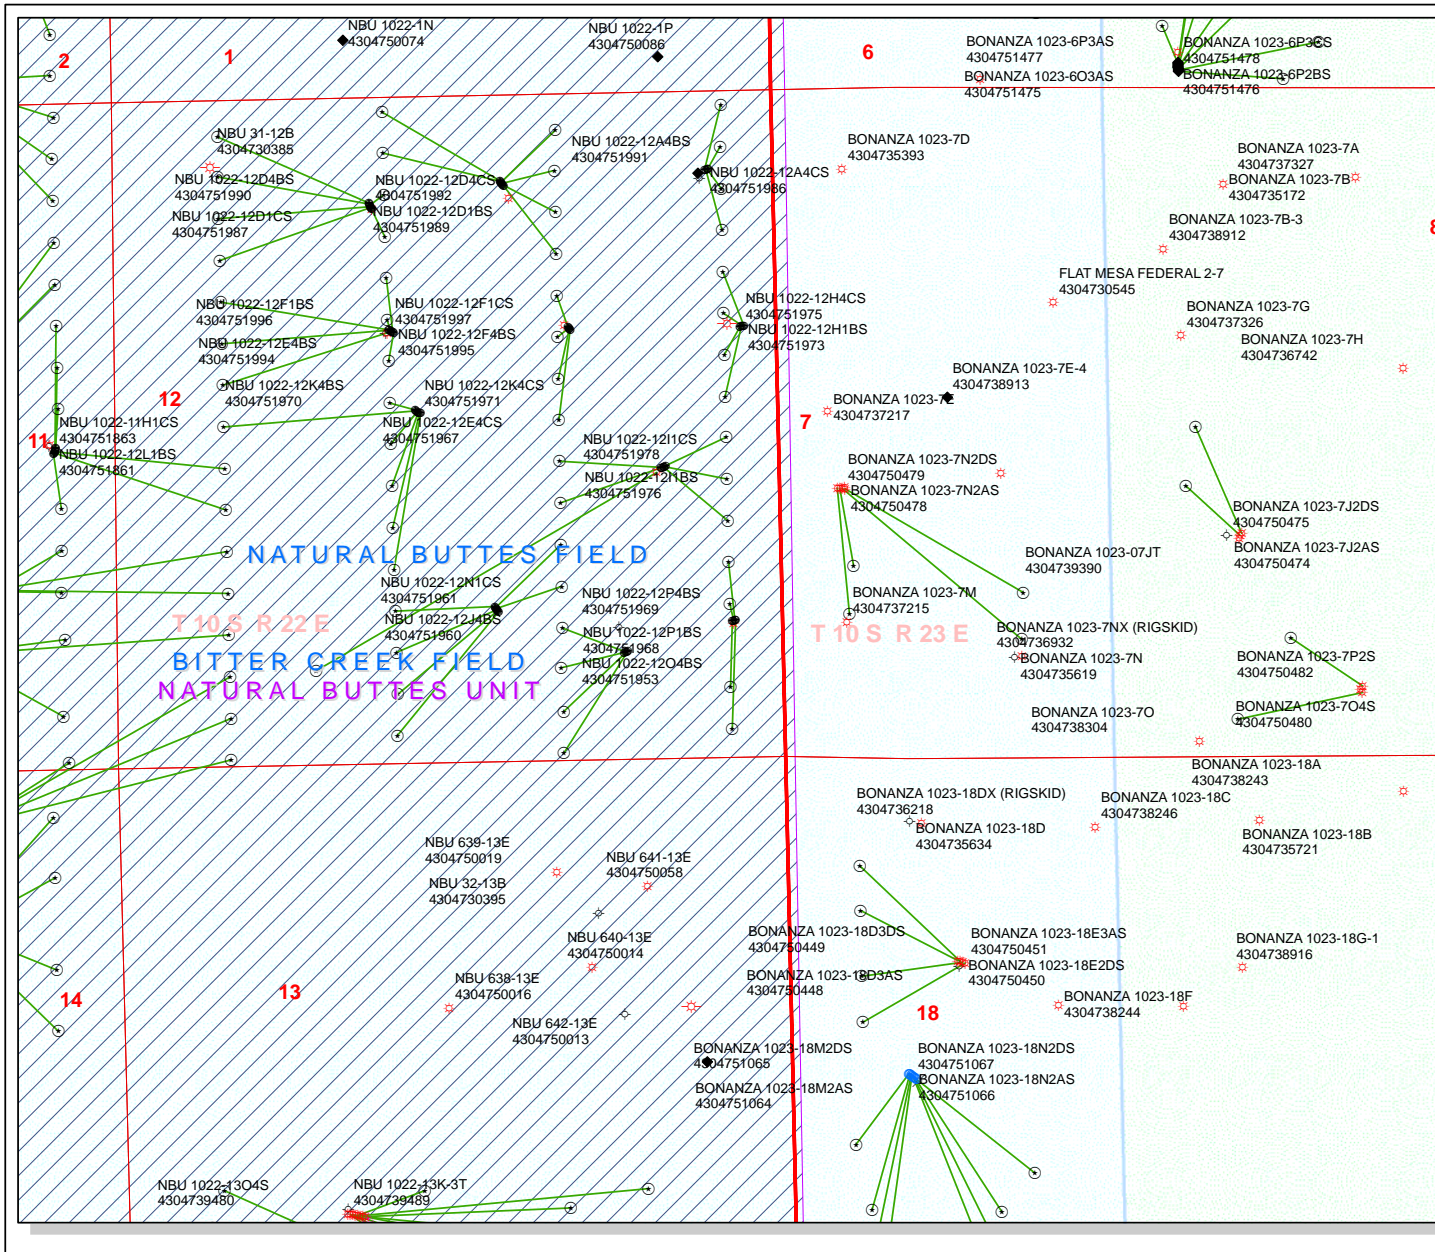 NBU 1022-1N
4304750074
NBU 1022-1P
4304750086
2
1
6
BONANZA 1023-6P3AS
4304751477
BONANZA 1023-6O3AS
4304751475
BONANZA 1023-6P3CS
4304751478
BONANZA 1023-6P2BS
4304751476
NBU 31-12B
4304730385
NBU 1022-12D4BS
4304751990
NBU 1022-12D1CS
4304751987
NBU 1022-12D4CS
4304751992
NBU 1022-12D1BS
4304751989
NBU 1022-12A4BS
4304751991
NBU 1022-12A4CS
4304751986
BONANZA 1023-7D
4304735393
BONANZA 1023-7A
4304737327
BONANZA 1023-7B
4304735172
BONANZA 1023-7B-3
4304738912
8
FLAT MESA FEDERAL 2-7
4304730545
NBU 1022-12F1BS
4304751996
NBU 1022-12E4BS
4304751994
NBU 1022-12F1CS
4304751997
NBU 1022-12F4BS
4304751995
NBU 1022-12H4CS
4304751975
NBU 1022-12H1BS
4304751973
BONANZA 1023-7G
4304737326
BONANZA 1023-7H
4304736742
NBU 1022-12K4BS
4304751970
12
NBU 1022-12K4CS
4304751971
NBU 1022-12E4CS
4304751967
BONANZA 1023-7E-4
4304738913
BONANZA 1023-7E
4304737217
7
11
NBU 1022-11H1CS
4304751863
NBU 1022-12L1BS
4304751861
NBU 1022-12I1CS
4304751978
NBU 1022-12I1BS
4304751976
BONANZA 1023-7N2DS
4304750479
BONANZA 1023-7N2AS
4304750478
BONANZA 1023-7J2DS
4304750475
BONANZA 1023-7J2AS
4304750474
NATURAL BUTTES FIELD
BONANZA 1023-07JT
4304739390
NBU 1022-12N1CS
4304751961
NBU 1022-12J4BS
4304751960
NBU 1022-12P4BS
4304751969
NBU 1022-12P1BS
4304751968
NBU 1022-12O4BS
4304751953
BONANZA 1023-7M
4304737215
T 10 S R 22 E
T 10 S R 23 E
BONANZA 1023-7NX (RIGSKID)
4304736932
BONANZA 1023-7N
4304735619
BITTER CREEK FIELD
NATURAL BUTTES UNIT
BONANZA 1023-7P2S
4304750482
BONANZA 1023-7O4S
4304750480
BONANZA 1023-7O
4304738304
BONANZA 1023-18A
4304738243
BONANZA 1023-18DX (RIGSKID)
4304736218
BONANZA 1023-18D
4304735634
BONANZA 1023-18C
4304738246
BONANZA 1023-18B
4304735721
NBU 639-13E
4304750019
NBU 32-13B
4304730395
NBU 641-13E
4304750058
NBU 640-13E
4304750014
BONANZA 1023-18D3DS
4304750449
BONANZA 1023-18D3AS
4304750448
BONANZA 1023-18E3AS
4304750451
BONANZA 1023-18E2DS
4304750450
BONANZA 1023-18G-1
4304738916
14
13
NBU 638-13E
4304750016
NBU 642-13E
4304750013
18
BONANZA 1023-18F
4304738244
BONANZA 1023-18M2DS
4304751065
BONANZA 1023-18M2AS
4304751064
BONANZA 1023-18N2DS
4304751067
BONANZA 1023-18N2AS
4304751066
NBU 1022-13O4S
4304739480
NBU 1022-13K-3T
4304739489